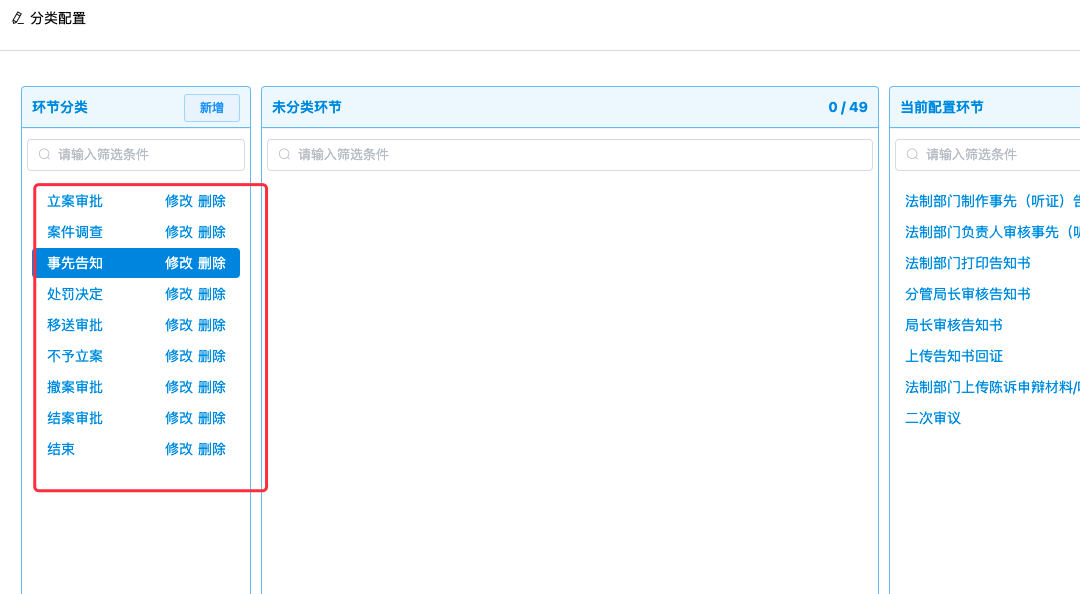 分类配置
环节分类 新增
请输入筛选条件
立案审批 修改 删除
案件调查 修改 删除
事先告知 修改 删除
处罚决定 修改 删除
移送审批 修改 删除
不予立案 修改 删除
撤案审批 修改 删除
结案审批 修改 删除
结束 修改 删除
未分类环节 0 / 49
请输入筛选条件
当前配置环节
请输入筛选条件
法制部门制作事先（听证）告
法制部门负责人审核事先（听
法制部门打印告知书
分管局长审核告知书
局长审核告知书
上传告知书回证
法制部门上传陈诉申辩材料/
二次审议